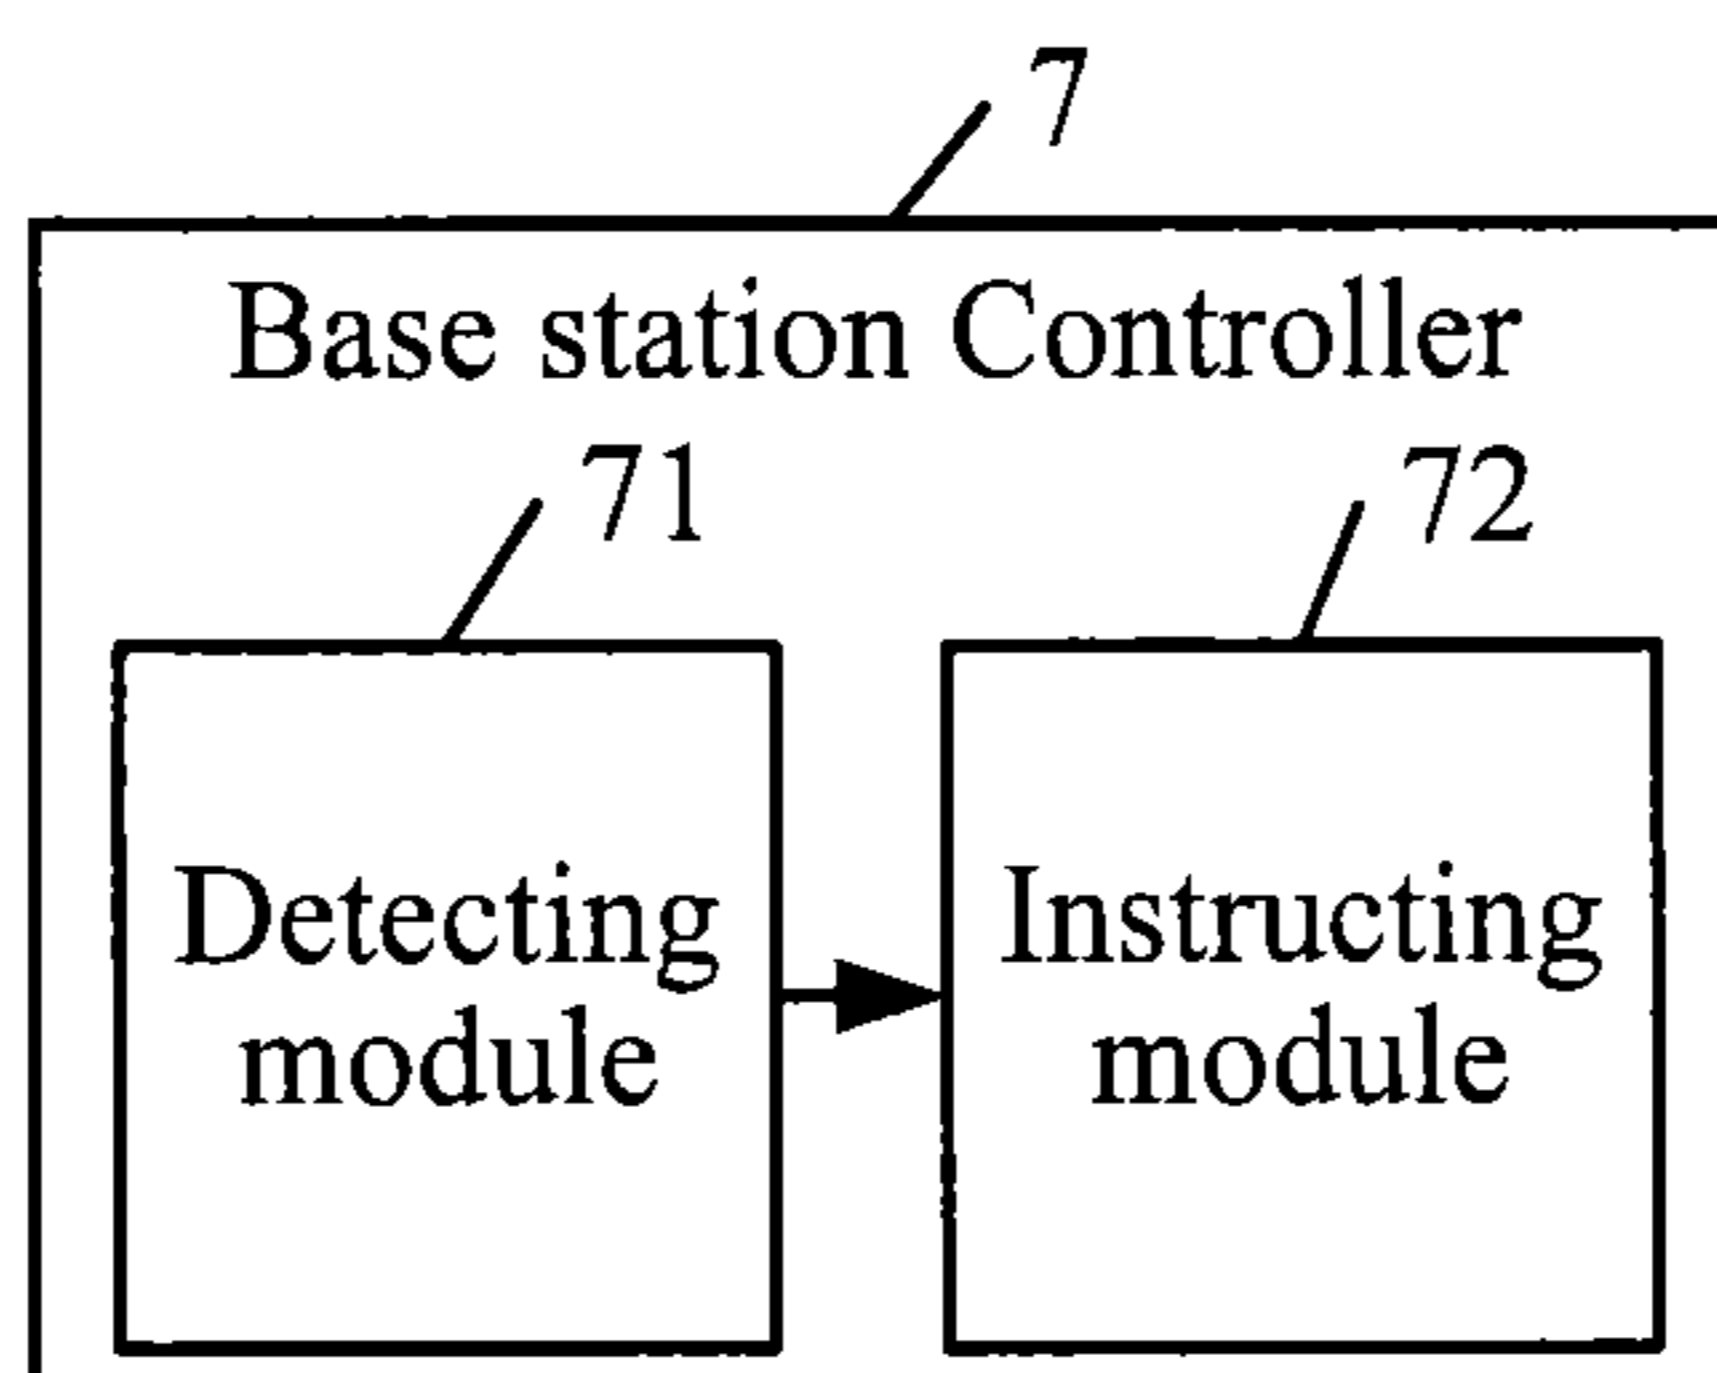 7
Base station Controller
71
72
Detecting
module
Instructing
module